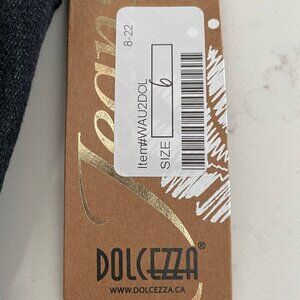 Jeans
8-22
Item#WAU2DOL
SIZE 6
DOLCEZZA®
WWW.DOLCEZZA.CA